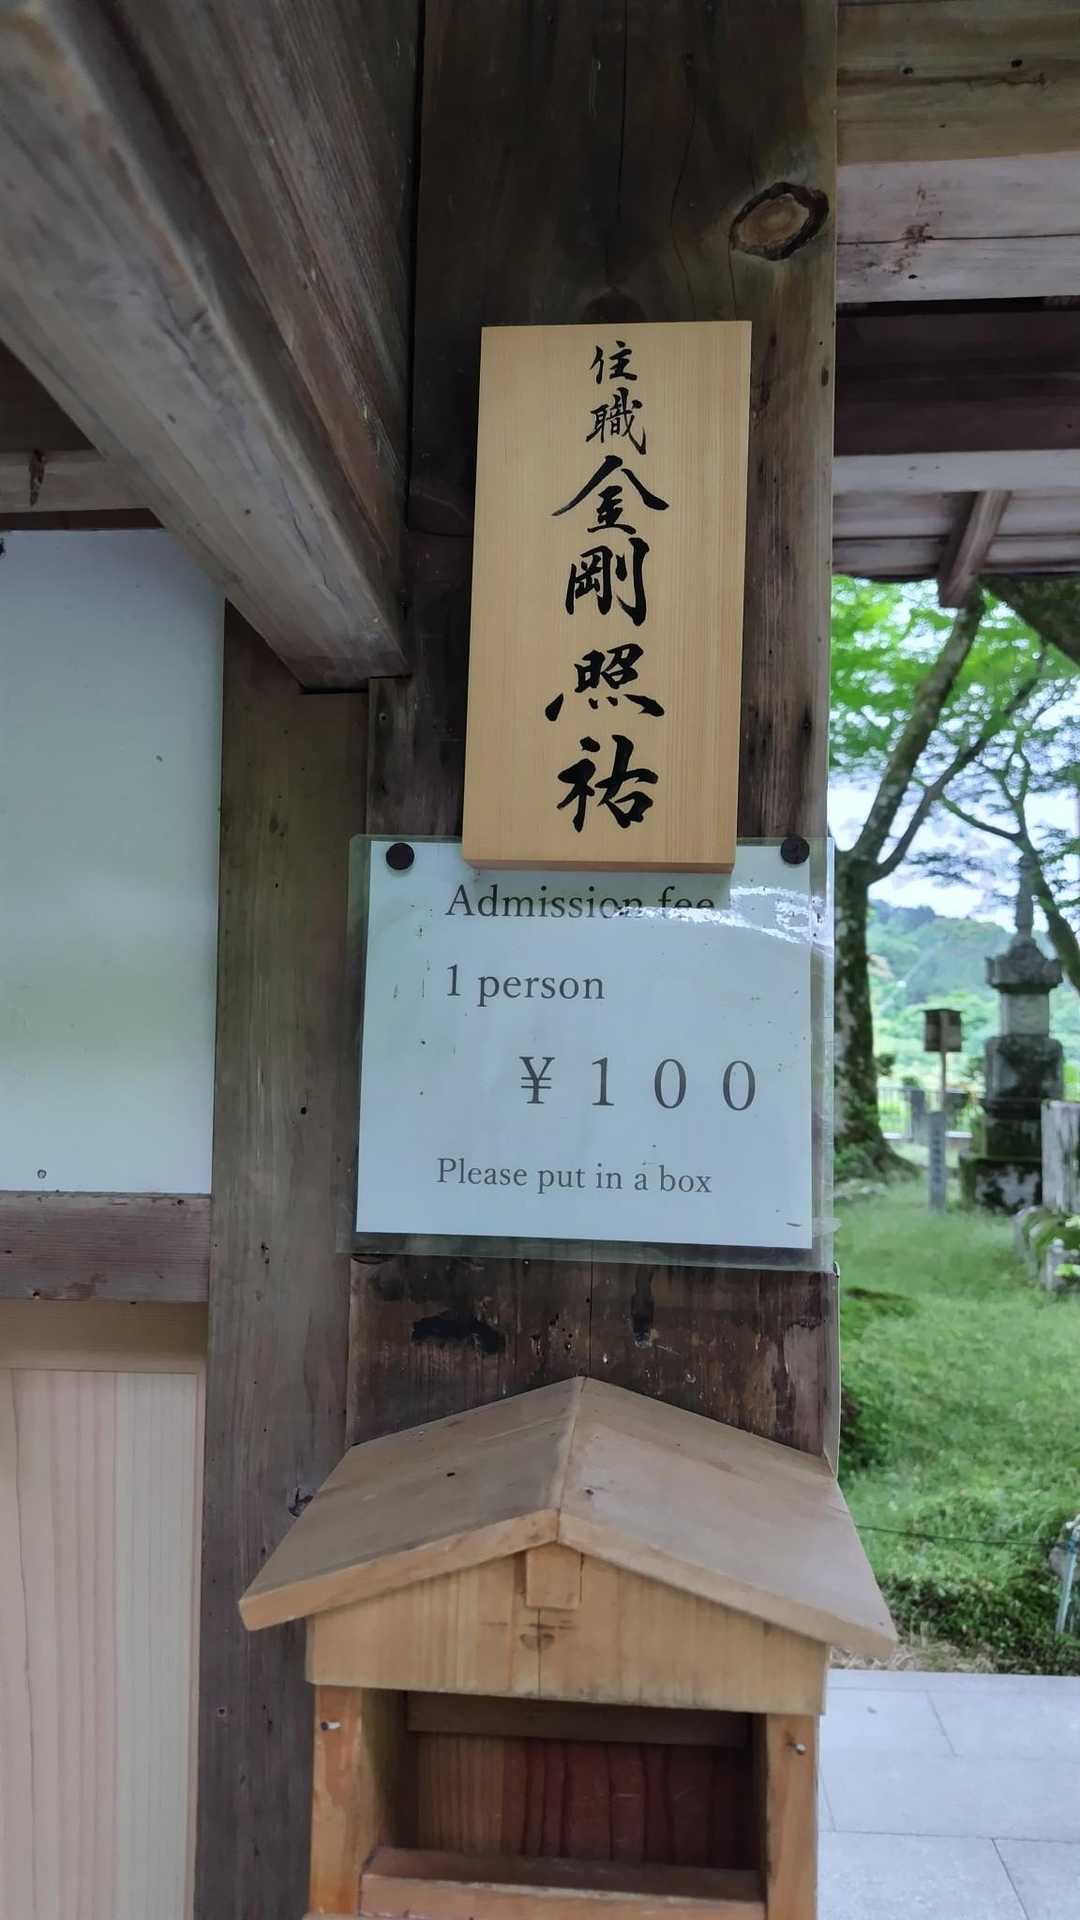 住職 金剛照祐
Admission fee
1 person
¥100
Please put in a box